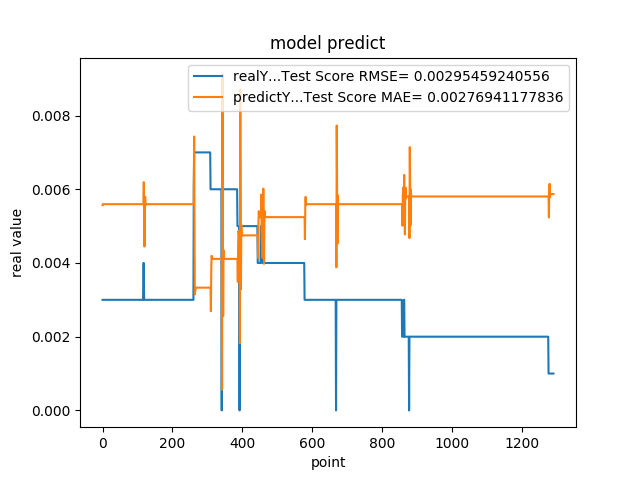 model predict
realY...Test Score RMSE= 0.00295459240556
predictY...Test Score MAE= 0.00276941177836
real value
0.008
0.006
0.004
0.002
0.000
0 200 400 600 800 1000 1200
point